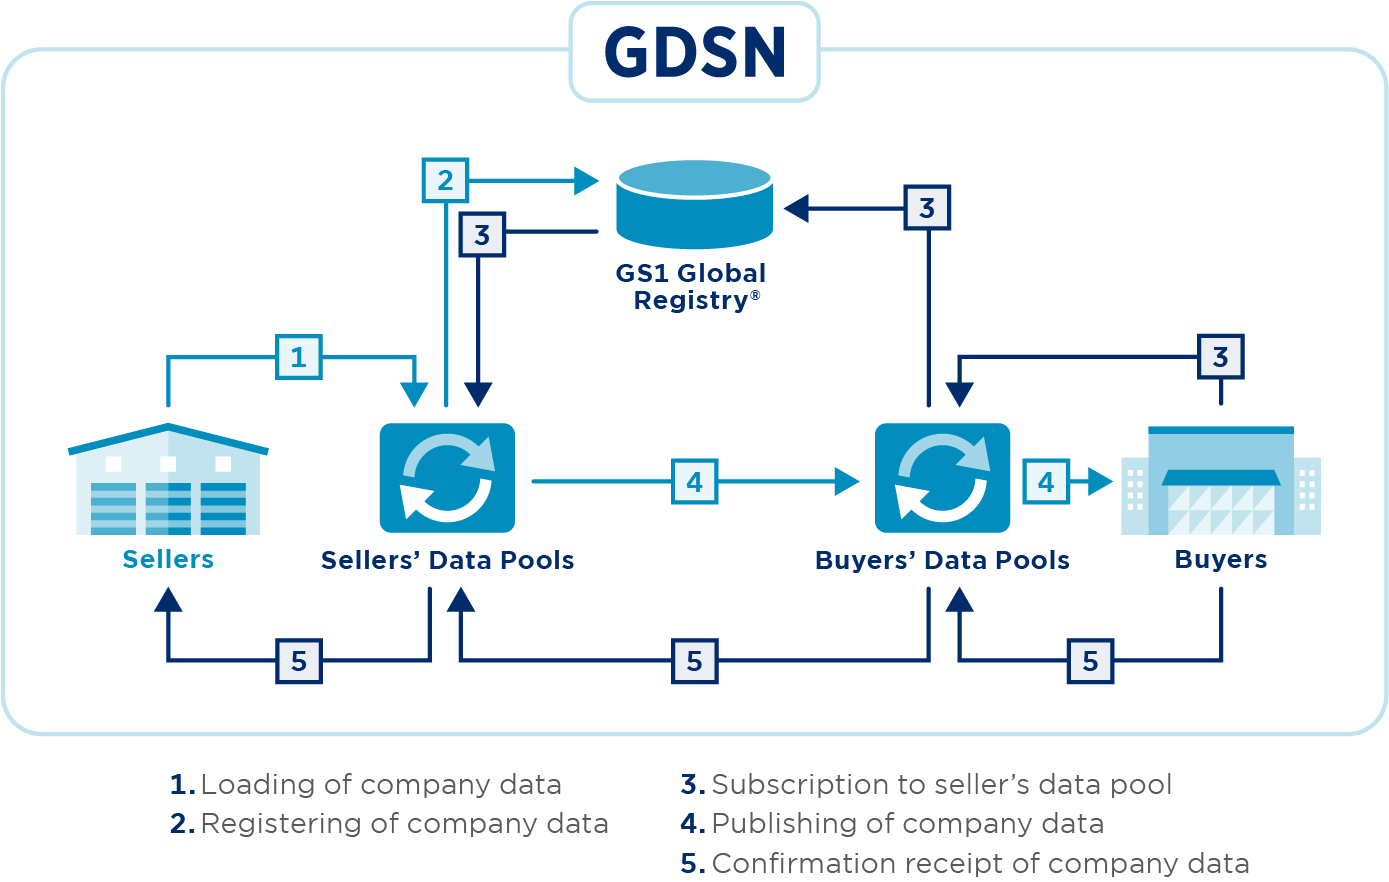 GDSN
2
3
3
GS1 Global
Registry®
1
3
4
4
Sellers
Sellers’ Data Pools
Buyers’ Data Pools
Buyers
5
5
5
1. Loading of company data
2. Registering of company data
3. Subscription to seller’s data pool
4. Publishing of company data
5. Confirmation receipt of company data